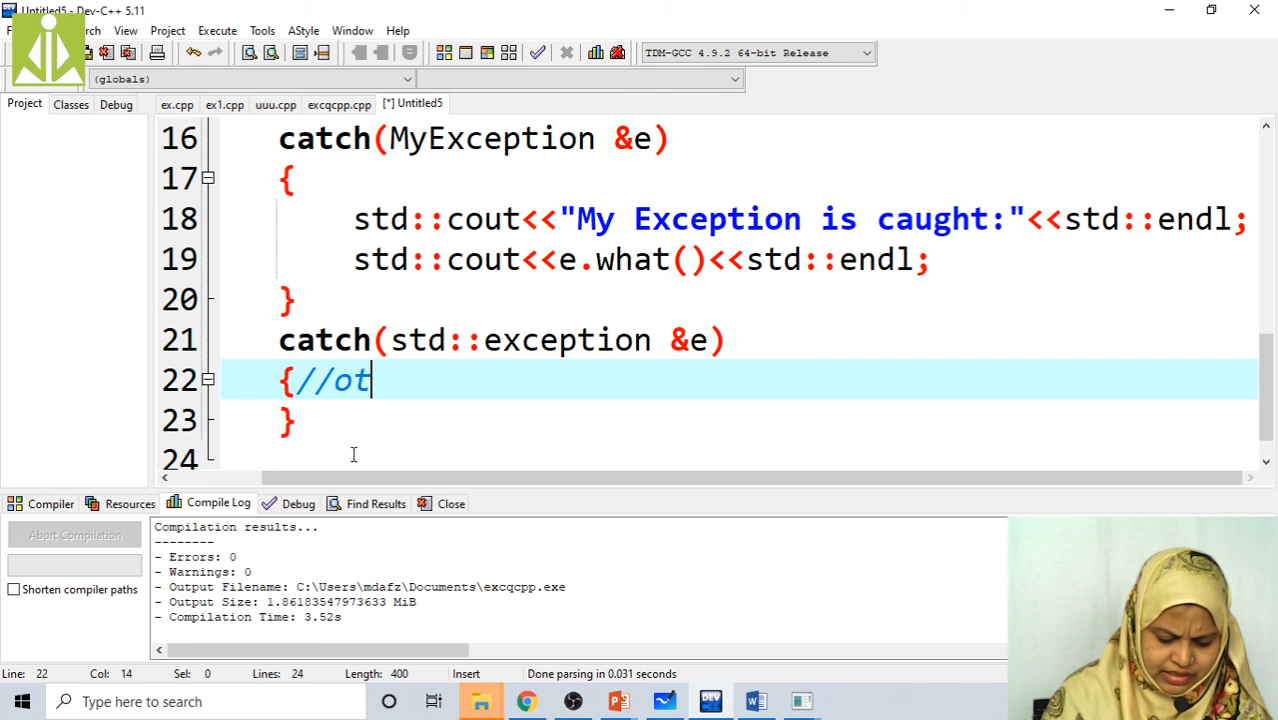 Untitled5 - Dev-C++ 5.11
View Project Execute Tools AStyle Window Help
TDM-GCC 4.9.2 64-bit Release
(globals)
Project Classes Debug ex.cpp ex1.cpp uuu.cpp excqcpp.cpp [*] Untitled5
16 catch(MyException &e)
17 {
18 std::cout<<"My Exception is caught:"<<std::endl;
19 std::cout<<e.what()<<std::endl;
20 }
21 catch(std::exception &e)
22 {//ot
23 }
24
Compiler Resources Compile Log Debug Find Results Close
Abort Compilation
Shorten compiler paths
Compilation results...
--------
- Errors: 0
- Warnings: 0
- Output Filename: C:\Users\mdafz\Documents\excqcpp.exe
- Output Size: 1.86183547973633 MiB
- Compilation Time: 3.52s
Line: 22 Col: 14 Sel: 0 Lines: 24 Length: 400 Insert Done parsing in 0.031 seconds
Type here to search
DEV